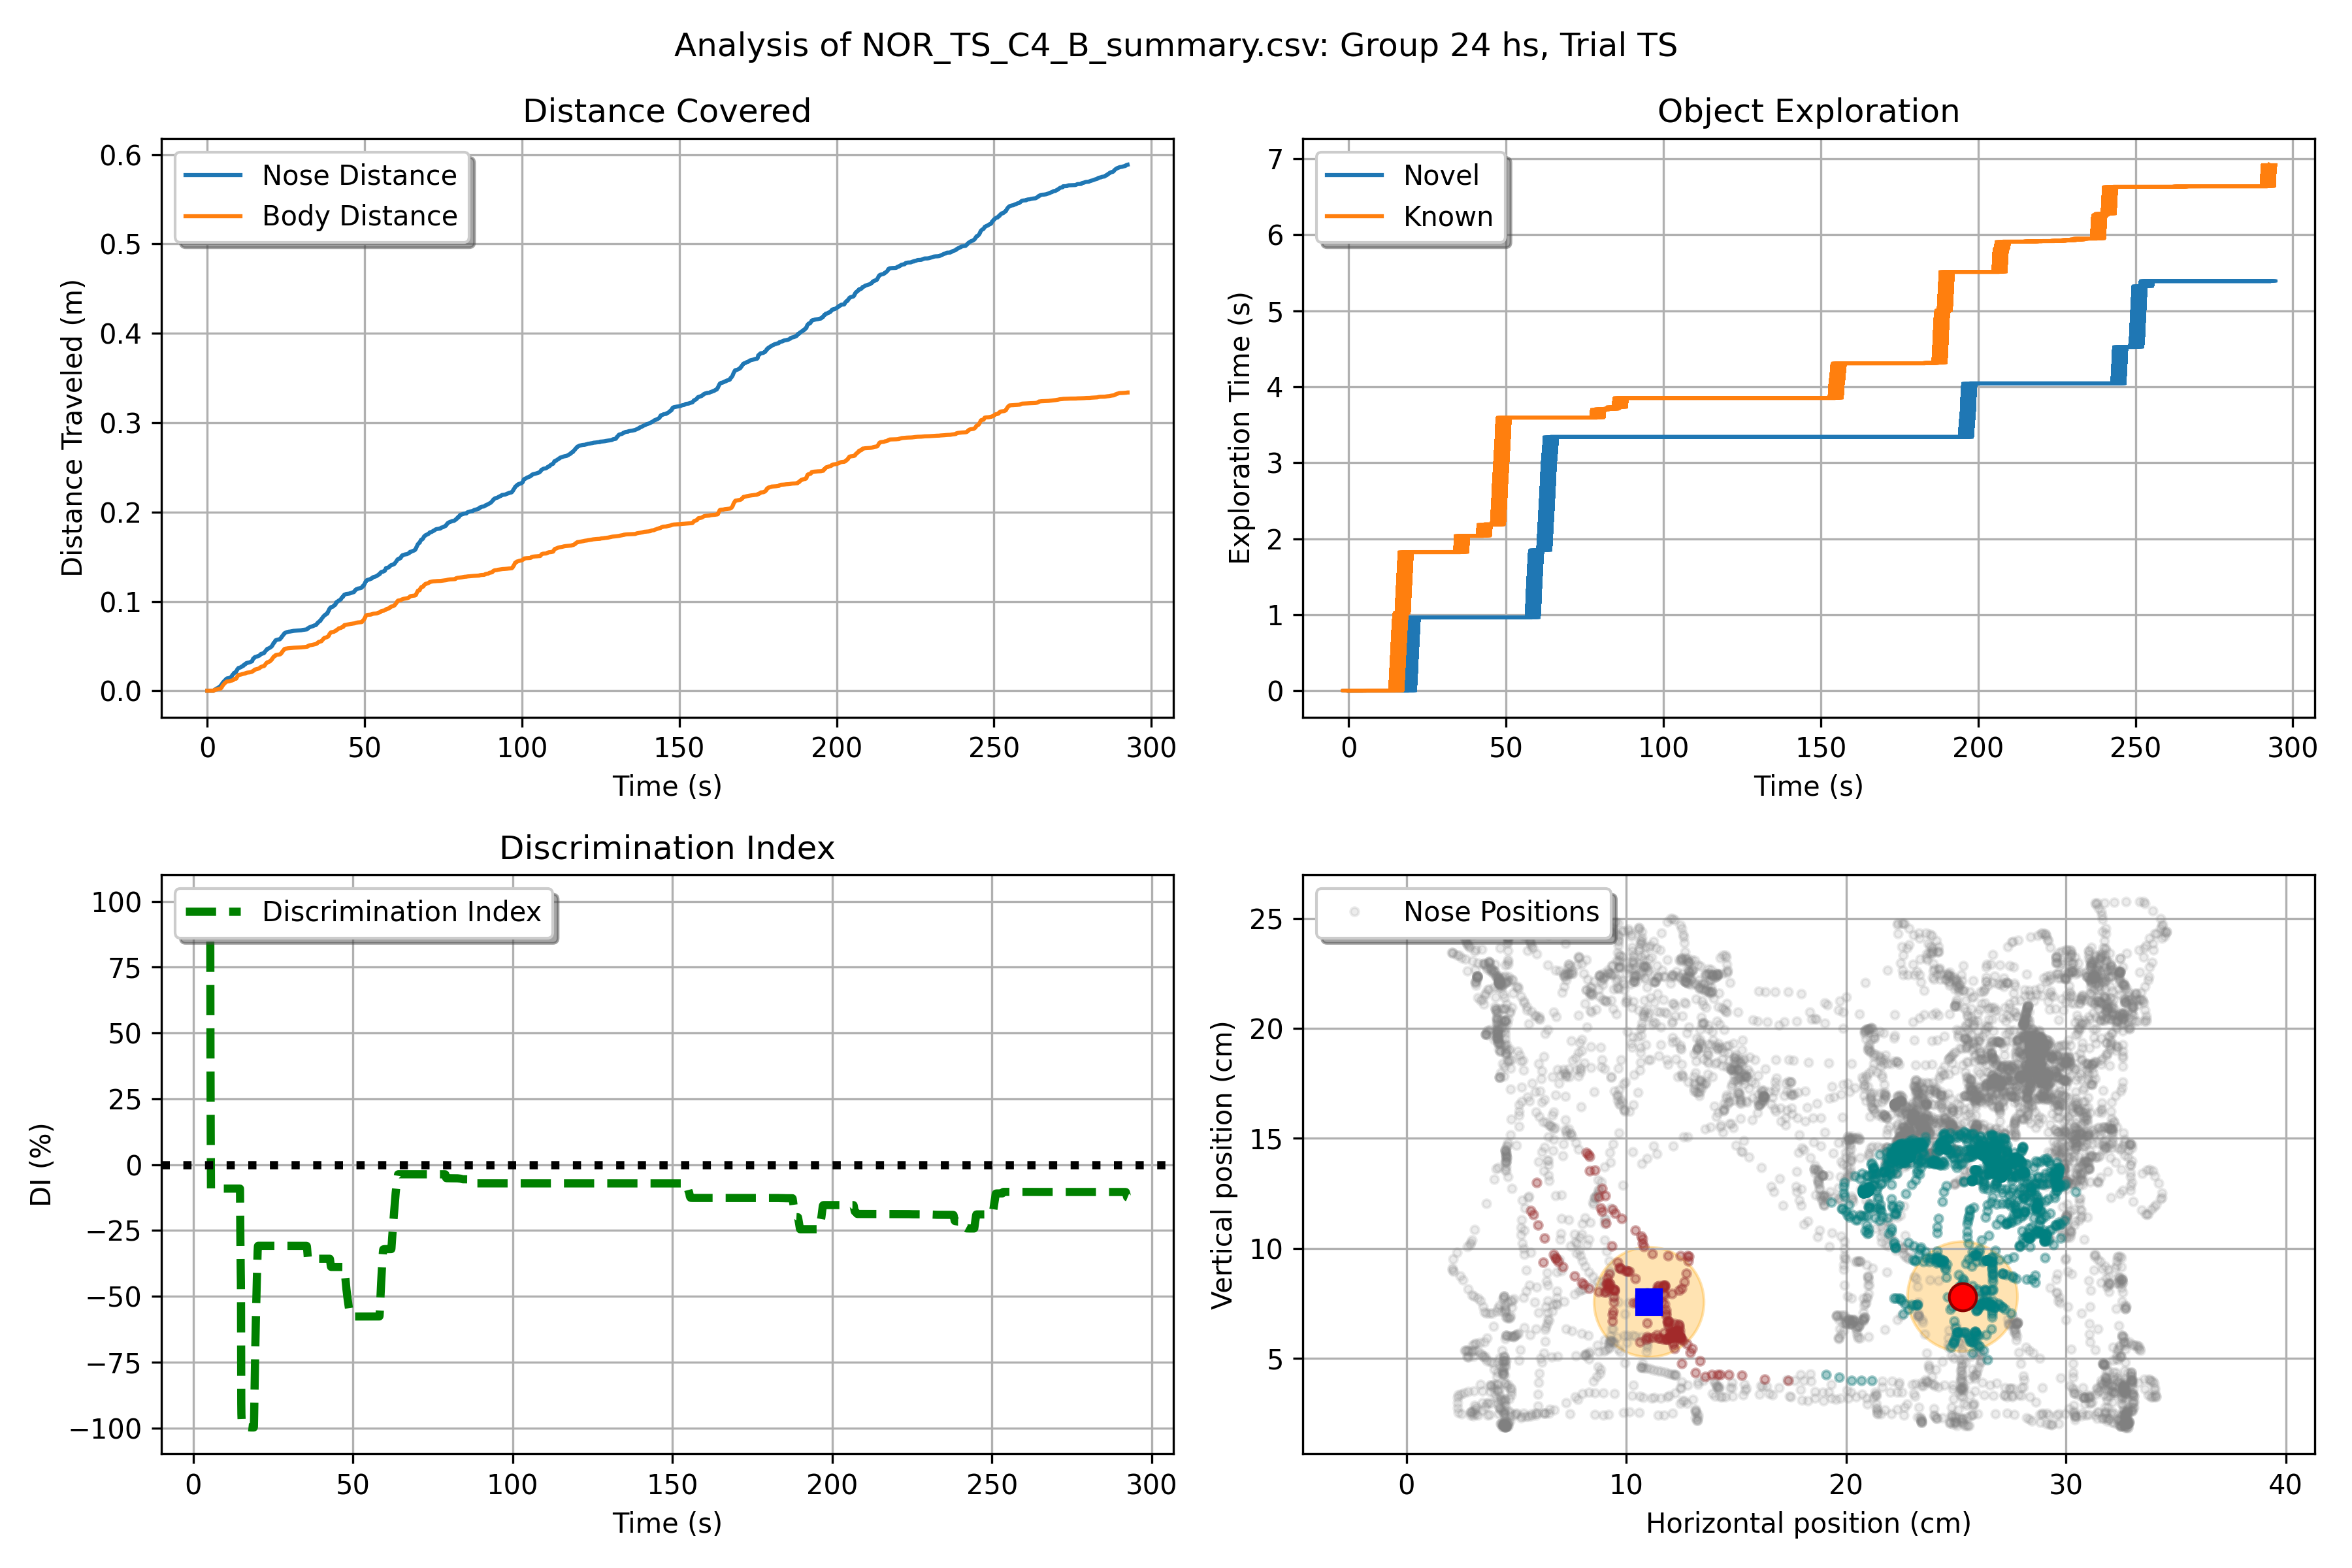 Analysis of NOR_TS_C4_B_summary.csv: Group 24 hs, Trial TS
Distance Covered
Nose Distance
Body Distance
Distance Traveled (m)
0.6
0.5
0.4
0.3
0.2
0.1
0.0
0 50 100 150 200 250 300
Time (s)
Object Exploration
Novel
Known
Exploration Time (s)
7
6
5
4
3
2
1
0
0 50 100 150 200 250 300
Time (s)
Discrimination Index
Discrimination Index
DI (%)
100
75
50
25
0
−25
−50
−75
−100
0 50 100 150 200 250 300
Time (s)
Nose Positions
Vertical position (cm)
25
20
15
10
5
0 10 20 30 40
Horizontal position (cm)